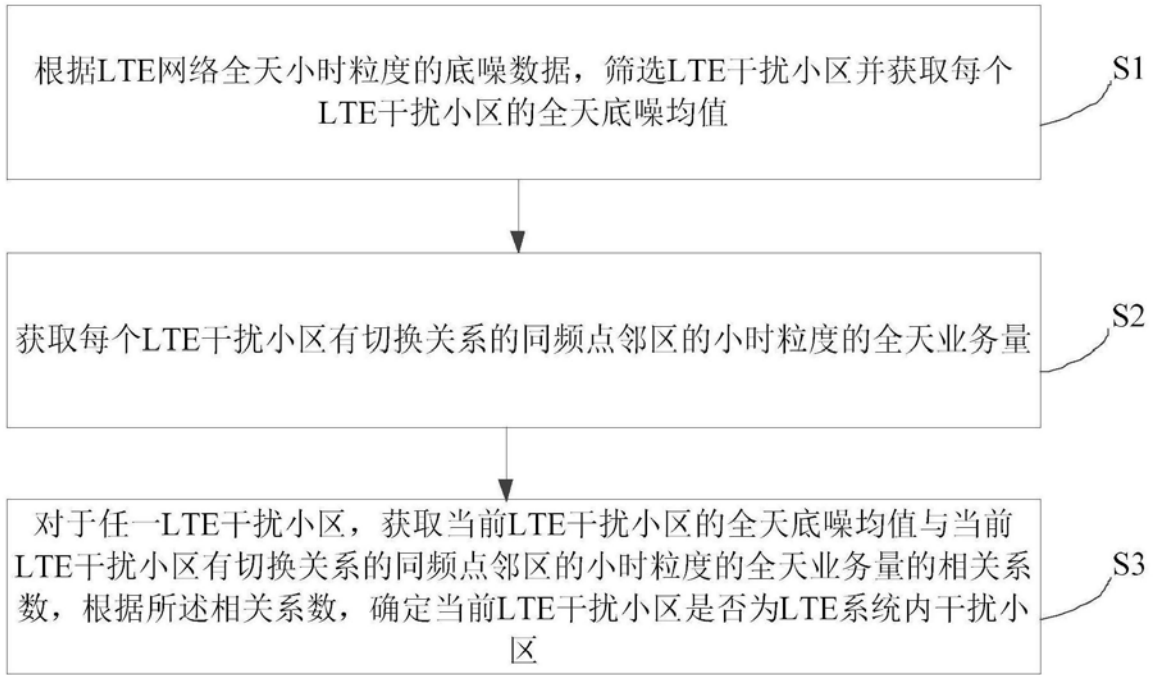 根据LTE网络全天小时粒度的底噪数据，筛选LTE干扰小区并获取每个
LTE干扰小区的全天底噪均值
S1
获取每个LTE干扰小区有切换关系的同频点邻区的小时粒度的全天业务量
S2
对于任一LTE干扰小区，获取当前LTE干扰小区的全天底噪均值与当前
LTE干扰小区有切换关系的同频点邻区的小时粒度的全天业务量的相关系
数，根据所述相关系数，确定当前LTE干扰小区是否为LTE系统内干扰小
区
S3